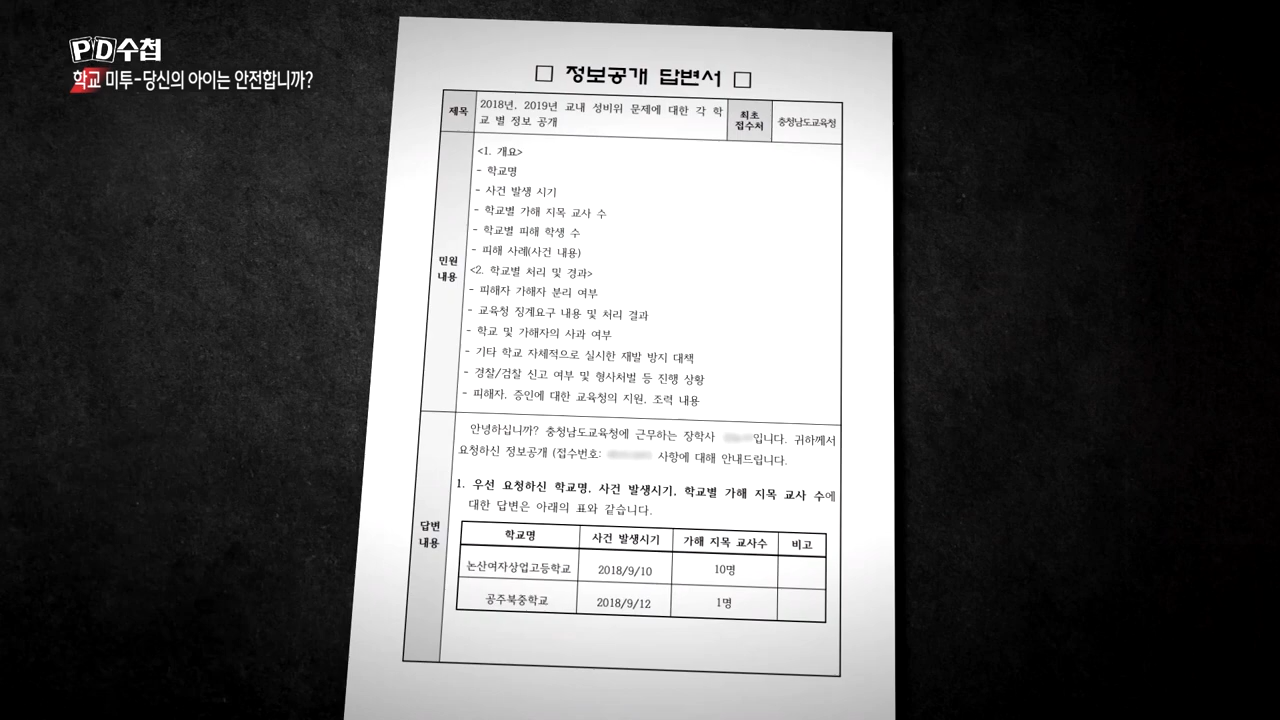 PD수첩
학교 미투-당신의 아이는 안전합니까?
□ 정보공개 답변서 □
제목
2018년, 2019년 교내 성비위 문제에 대한 각 학
교 별 정보 공개
최초
접수처
충청남도교육청
민원
내용
<1. 개요>
- 학교명
- 사건 발생 시기
- 학교별 가해 지목 교사 수
- 학교별 피해 학생 수
- 피해 사례(사건 내용)
<2. 학교별 처리 및 경과>
- 피해자 가해자 분리 여부
- 교육청 징계요구 내용 및 처리 결과
- 학교 및 가해자의 사과 여부
- 기타 학교 자체적으로 실시한 재발 방지 대책
- 경찰/검찰 신고 여부 및 형사처벌 등 진행 상황
- 피해자, 증인에 대한 교육청의 지원, 조력 내용
답변
내용
안녕하십니까? 충청남도교육청에 근무하는 장학사 입니다. 귀하께서
요청하신 정보공개 (접수번호: 사항에 대해 안내드립니다.
1. 우선 요청하신 학교명, 사건 발생시기, 학교별 가해 지목 교사 수에
대한 답변은 아래의 표와 같습니다.
학교명 사건 발생시기 가해 지목 교사수 비고
논산여자상업고등학교 2018/9/10 10명
공주북중학교 2018/9/12 1명